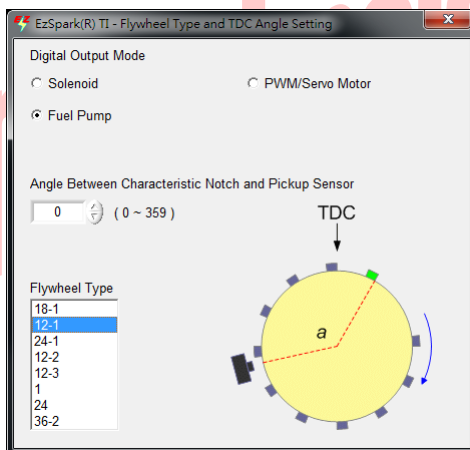 EzSpark(R) TI - Flywheel Type and TDC Angle Setting
Digital Output Mode
Solenoid
PWM/Servo Motor
Fuel Pump
Angle Between Characteristic Notch and Pickup Sensor
0
( 0 ~ 359 )
TDC
Flywheel Type
18-1
12-1
24-1
12-2
12-3
1
24
36-2
a